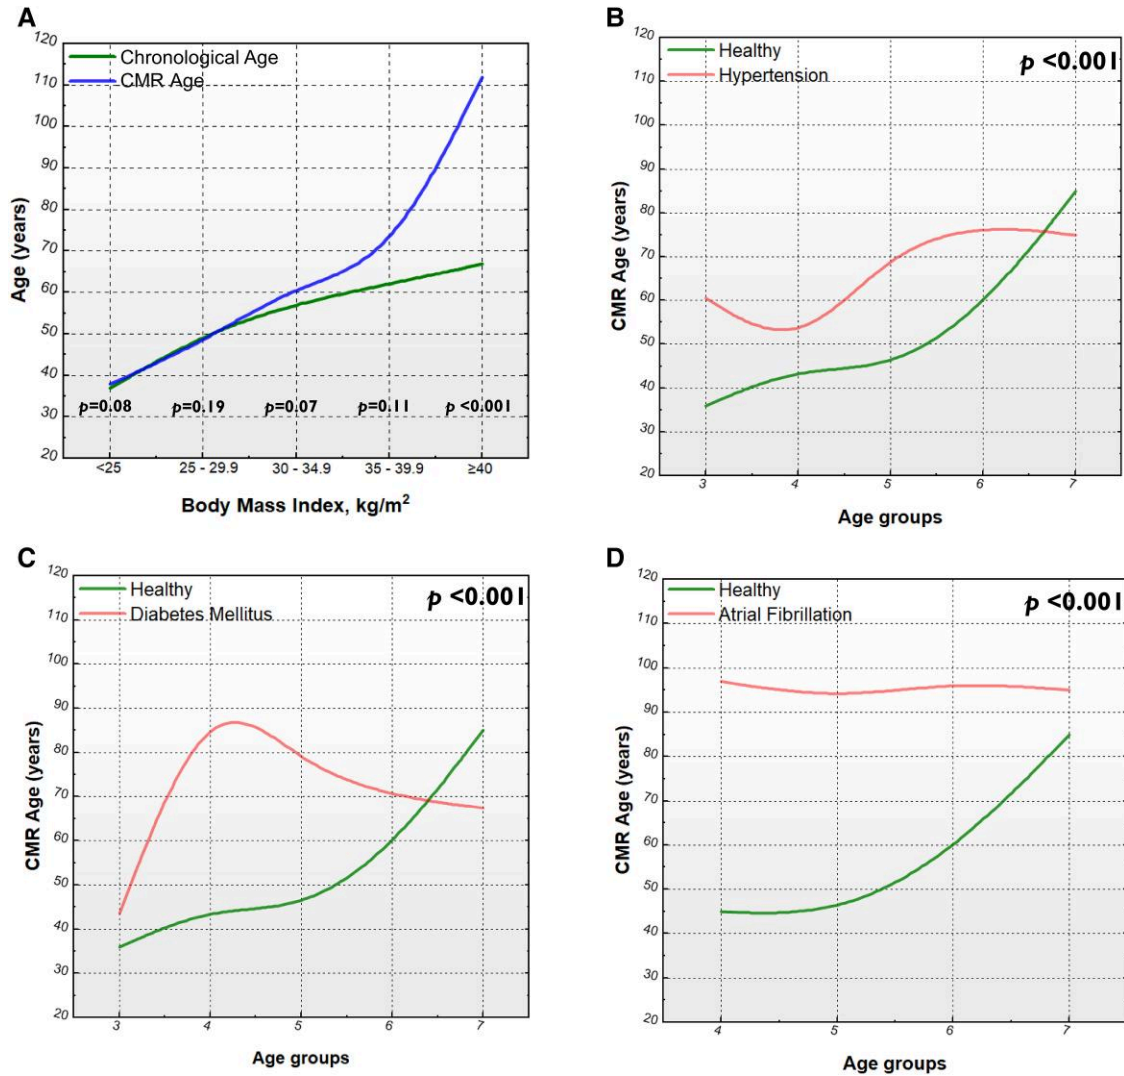 A
Chronological Age
CMR Age
120
110
100
90
80
70
60
50
40
30
20
Age (years)
p=0.08 p=0.19 p=0.07 p=0.11 p <0.001
<25 25 - 29.9 30 - 34.9 35 - 39.9 ≥40
Body Mass Index, kg/m²
B
Healthy
Hypertension
p <0.001
120
110
100
90
80
70
60
50
40
30
20
CMR Age (years)
3 4 5 6 7
Age groups
C
Healthy
Diabetes Mellitus
p <0.001
120
110
100
90
80
70
60
50
40
30
20
CMR Age (years)
3 4 5 6 7
Age groups
D
Healthy
Atrial Fibrillation
p <0.001
120
110
100
90
80
70
60
50
40
30
20
CMR Age (years)
4 5 6 7
Age groups